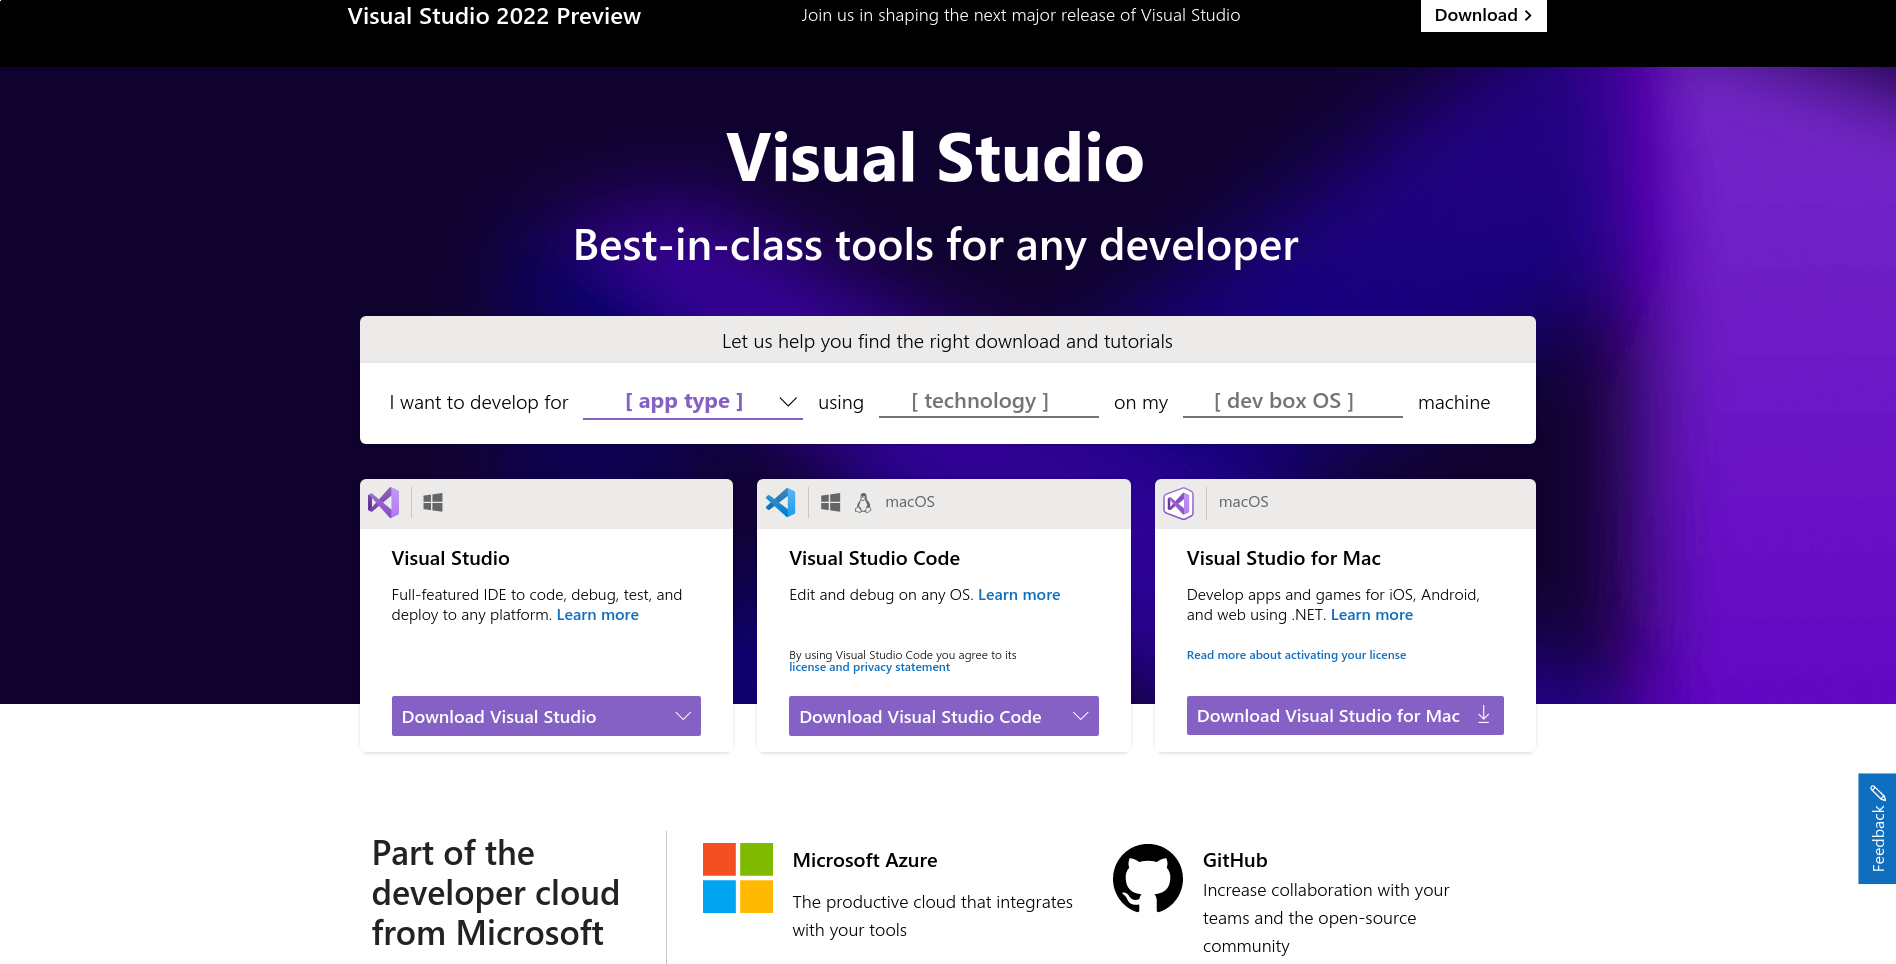 Visual Studio 2022 Preview
Join us in shaping the next major release of Visual Studio
Download
Visual Studio
Best-in-class tools for any developer
Let us help you find the right download and tutorials
I want to develop for [ app type ] using [ technology ] on my [ dev box OS ] machine
Visual Studio
Full-featured IDE to code, debug, test, and
deploy to any platform. Learn more
Download Visual Studio
macOS
Visual Studio Code
Edit and debug on any OS. Learn more
By using Visual Studio Code you agree to its
license and privacy statement
Download Visual Studio Code
macOS
Visual Studio for Mac
Develop apps and games for iOS, Android,
and web using .NET. Learn more
Read more about activating your license
Download Visual Studio for Mac
Feedback
Part of the
developer cloud
from Microsoft
Microsoft Azure
The productive cloud that integrates
with your tools
GitHub
Increase collaboration with your
teams and the open-source
community